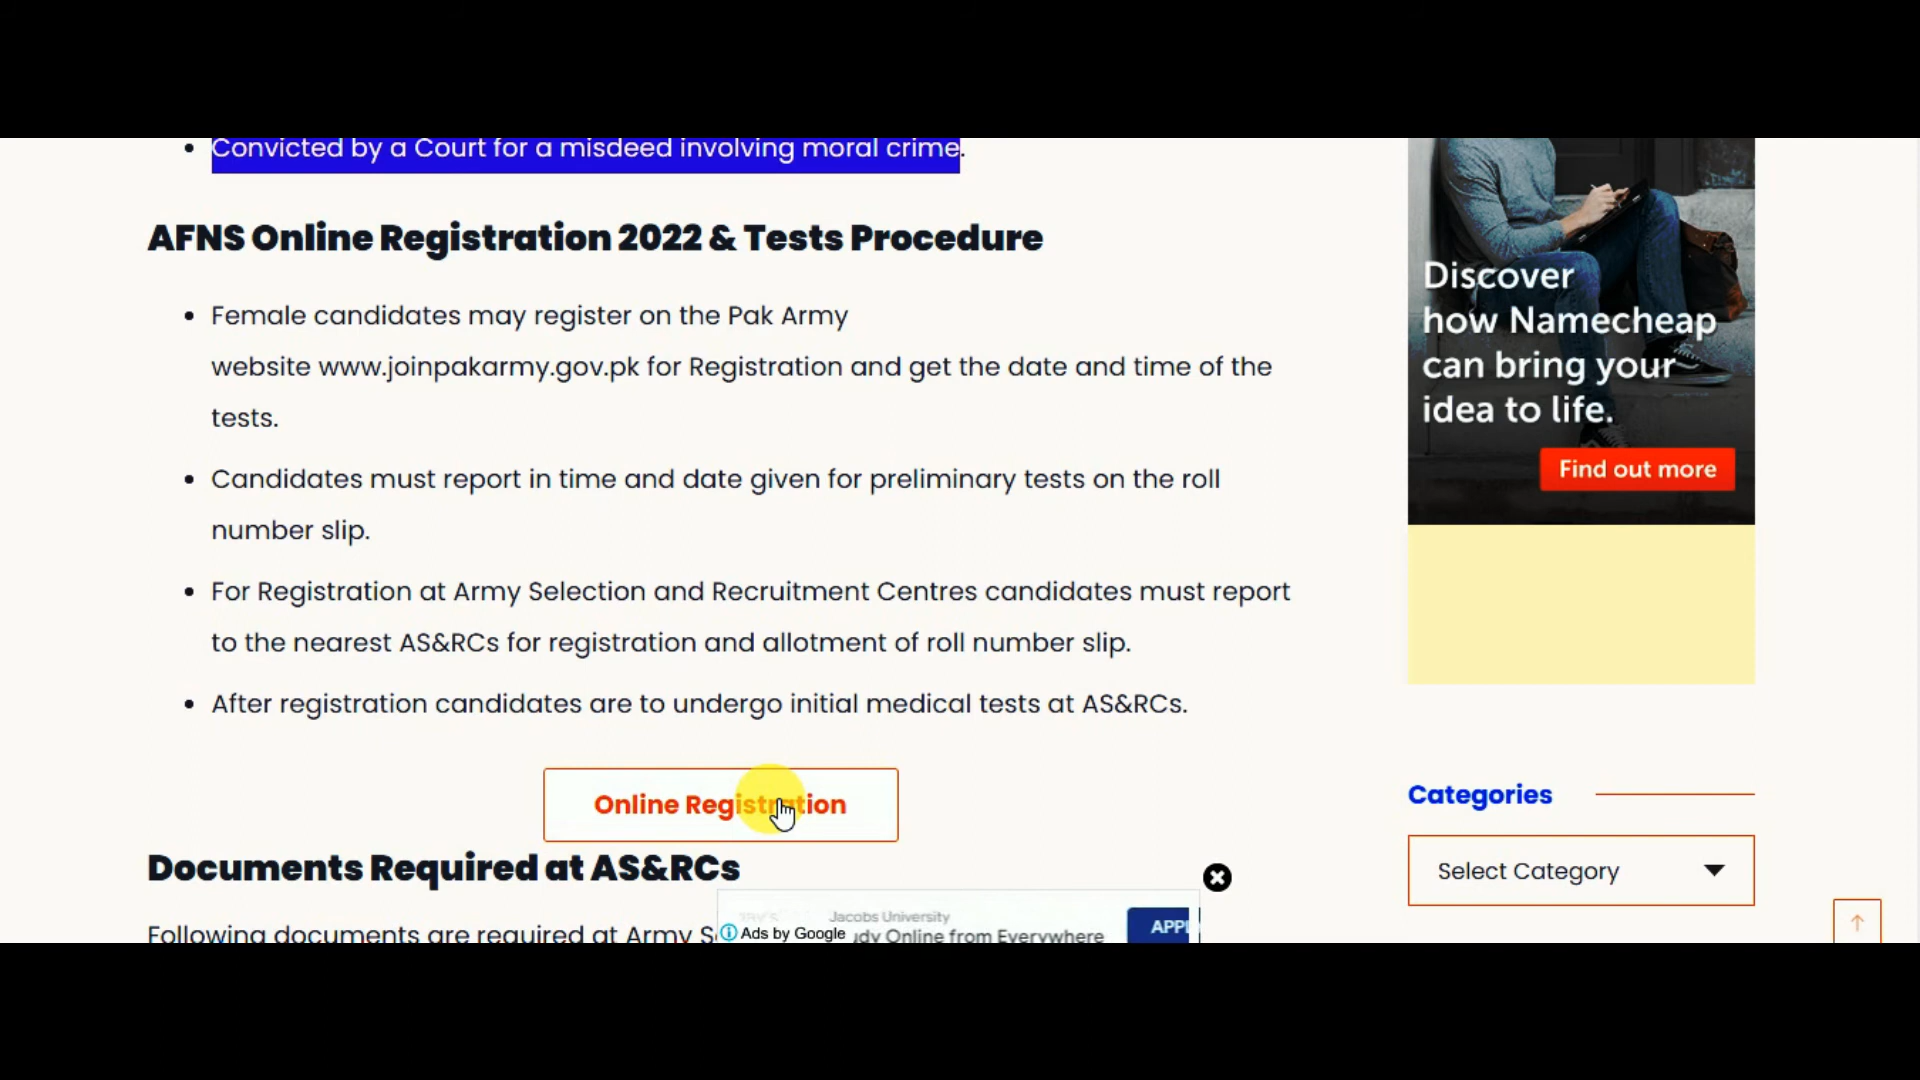 Convicted by a Court for a misdeed involving moral crime.
AFNS Online Registration 2022 & Tests Procedure
Female candidates may register on the Pak Army
website www.joinpakarmy.gov.pk for Registration and get the date and time of the
tests.
Candidates must report in time and date given for preliminary tests on the roll
number slip.
For Registration at Army Selection and Recruitment Centres candidates must report
to the nearest AS&RCs for registration and allotment of roll number slip.
After registration candidates are to undergo initial medical tests at AS&RCs.
Online Registration
Documents Required at AS&RCs
Following documents are required at Army
Jacobs University
Ads by Google
Online from Everywhere
Discover
how Namecheap
can bring your
idea to life.
Find out more
Categories
Select Category